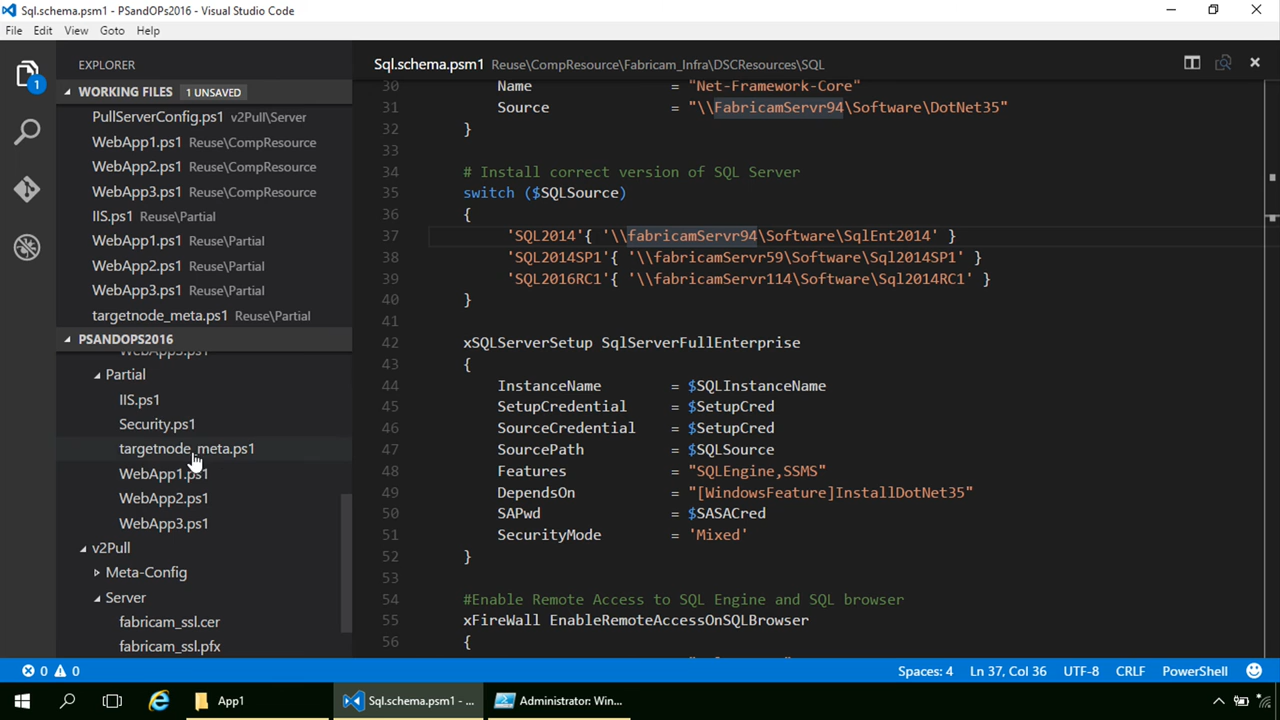 Sql.schema.psm1 - PSandOPs2016 - Visual Studio Code
File Edit View Goto Help
EXPLORER
Sql.schema.psm1 Reuse\CompResource\Fabricam_Infra\DSCResources\SQL
1
WORKING FILES 1 UNSAVED
PullServerConfig.ps1 v2Pull\Server
WebApp1.ps1 Reuse\CompResource
WebApp2.ps1 Reuse\CompResource
WebApp3.ps1 Reuse\CompResource
IIS.ps1 Reuse\Partial
WebApp1.ps1 Reuse\Partial
WebApp2.ps1 Reuse\Partial
WebApp3.ps1 Reuse\Partial
targetnode_meta.ps1 Reuse\Partial
PSANDOPS2016
WebApp3.ps1
Partial
IIS.ps1
Security.ps1
targetnode_meta.ps1
WebApp1.ps1
WebApp2.ps1
WebApp3.ps1
v2Pull
Meta-Config
Server
fabricam_ssl.cer
fabricam_ssl.pfx
30 Name = "Net-Framework-Core"
31 Source = "\\FabricamServr94\Software\DotNet35"
32 }
33
34 # Install correct version of SQL Server
35 switch ($SQLSource)
36 {
37 'SQL2014'{ '\\fabricamServr94\Software\SqlEnt2014' }
38 'SQL2014SP1'{ '\\fabricamServr59\Software\Sql2014SP1' }
39 'SQL2016RC1'{ '\\fabricamServr114\Software\Sql2014RC1' }
40 }
41
42 xSQLServerSetup SqlServerFullEnterprise
43 {
44 InstanceName = $SQLInstanceName
45 SetupCredential = $SetupCred
46 SourceCredential = $SetupCred
47 SourcePath = $SQLSource
48 Features = "SQLEngine,SSMS"
49 DependsOn = "[WindowsFeature]InstallDotNet35"
50 SAPwd = $SASACred
51 SecurityMode = 'Mixed'
52 }
53
54 #Enable Remote Access to SQL Engine and SQL browser
55 xFireWall EnableRemoteAccessOnSQLBrowser
56 {
0 0 Spaces: 4 Ln 37, Col 36 UTF-8 CRLF PowerShell
App1 Sql.schema.psm1 - ... Administrator: Win...